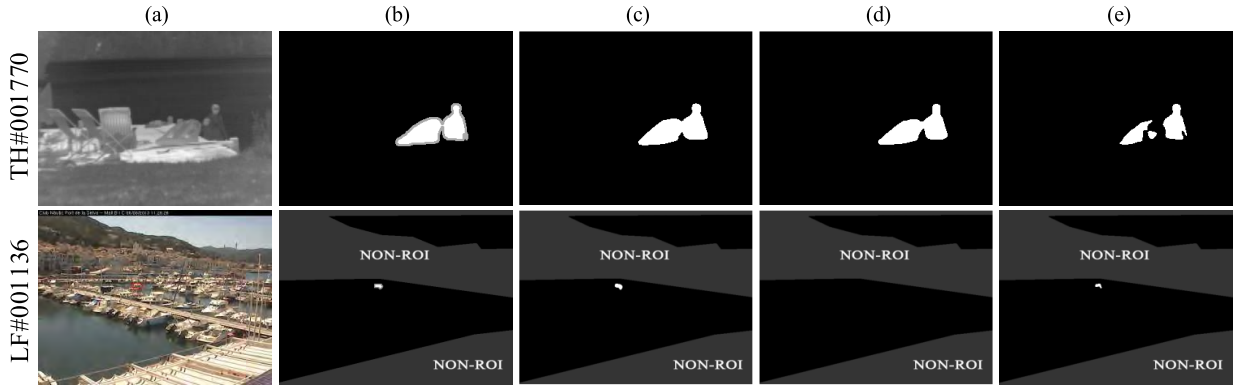 (a) (b) (c) (d) (e)
TH#001770
LF#001136
NON-ROI NON-ROI NON-ROI NON-ROI
NON-ROI NON-ROI NON-ROI NON-ROI